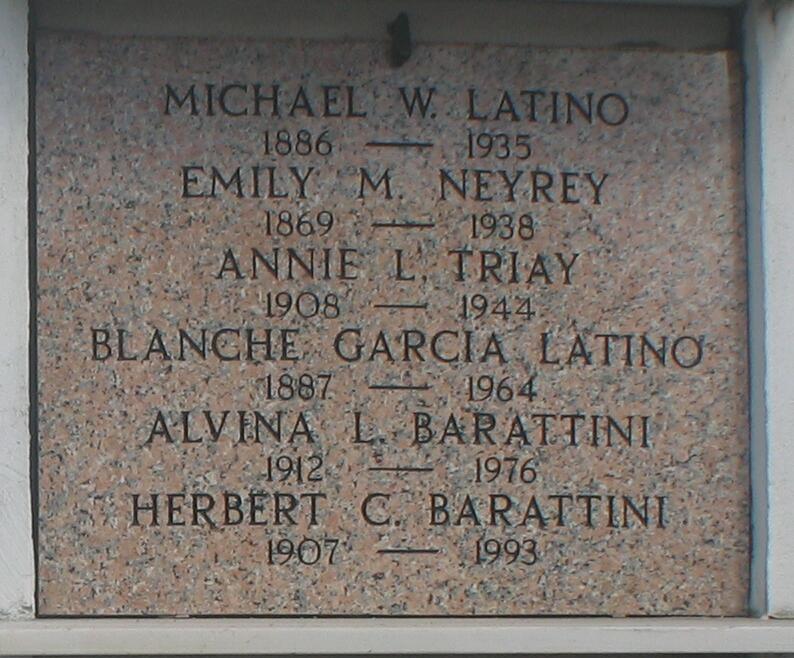 MICHAEL W. LATINO
1886 — 1935
EMILY M. NEYREY
1869 — 1938
ANNIE L. TRIAY
1908 — 1944
BLANCHE GARCIA LATINO
1887 — 1964
ALVINA L. BARATTINI
1912 — 1976
HERBERT C. BARATTINI
1907 — 1993